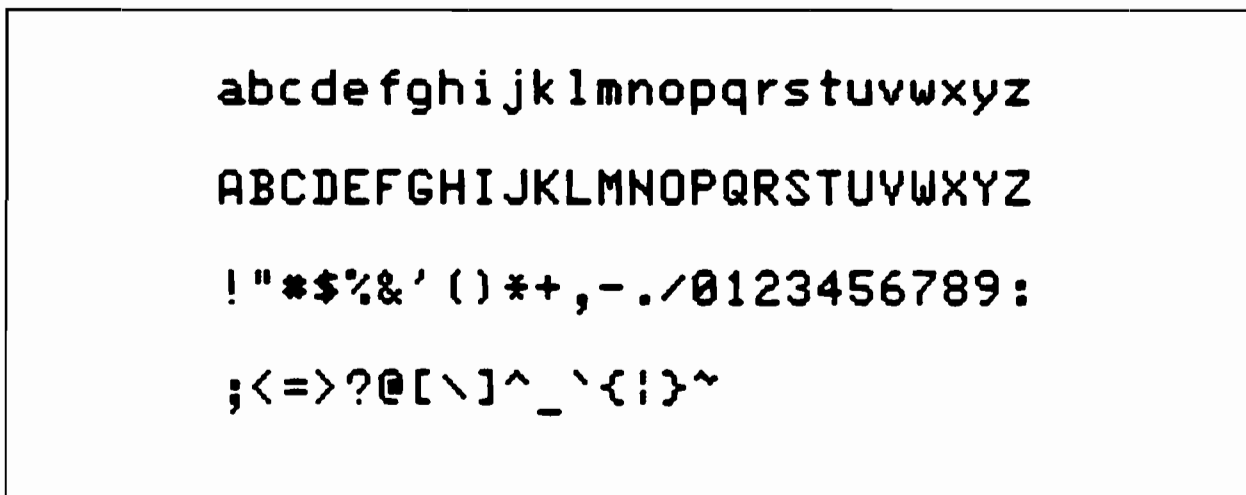 abcdefghijklmnopqrstuvwxyz
ABCDEFGHIJKLMNOPQRSTUVWXYZ
!"#$%&'()*+,-./0123456789:
;<=>?@[\]^_`{¦}~